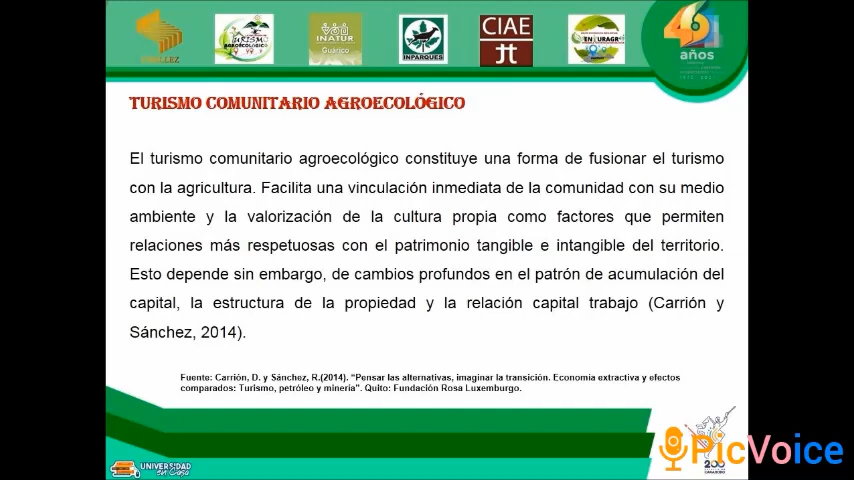 TURISMO
AGROECOLÓGICO
INATUR
Guárico
INPARQUES
CIAE
46
años
TURISMO COMUNITARIO AGROECOLÓGICO
El turismo comunitario agroecológico constituye una forma de fusionar el turismo
con la agricultura. Facilita una vinculación inmediata de la comunidad con su medio
ambiente y la valorización de la cultura propia como factores que permiten
relaciones más respetuosas con el patrimonio tangible e intangible del territorio.
Esto depende sin embargo, de cambios profundos en el patrón de acumulación del
capital, la estructura de la propiedad y la relación capital trabajo (Carrión y
Sánchez, 2014).
Fuente: Carrión, D. y Sánchez, R.(2014). "Pensar las alternativas, imaginar la transición. Economía extractiva y efectos
comparados: Turismo, petróleo y minería". Quito: Fundación Rosa Luxemburgo.
UNIVERSIDAD
en Casa
200
PicVoice